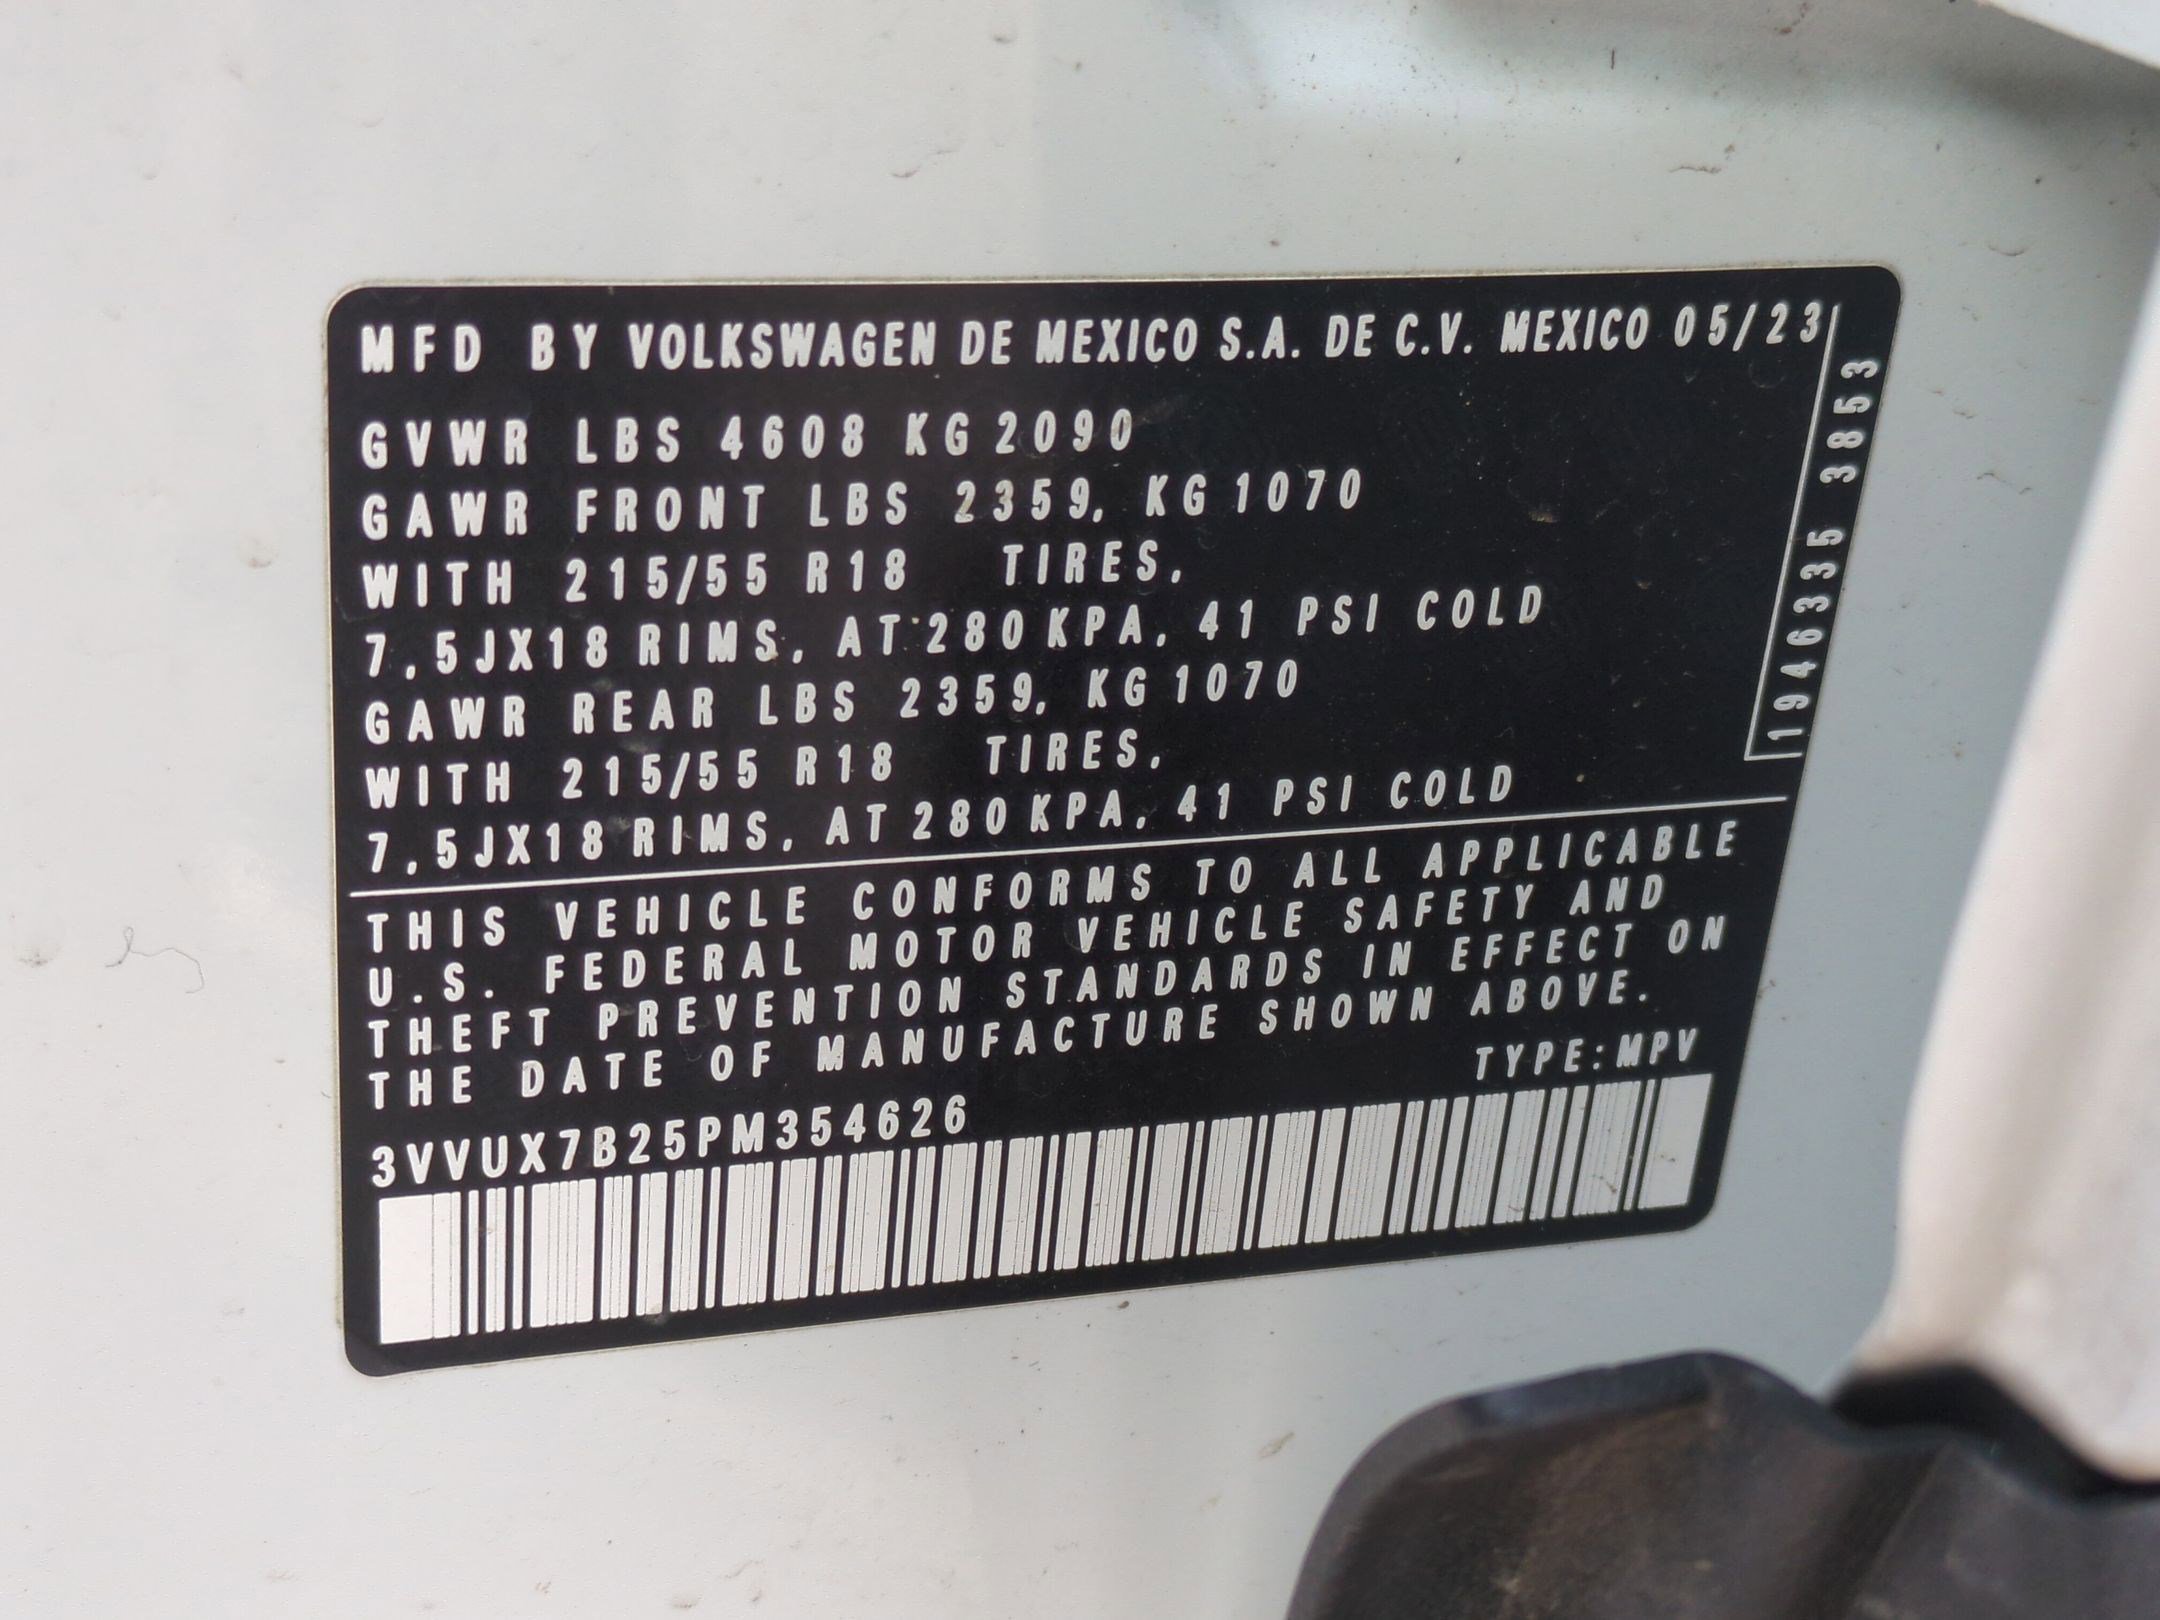 MFD BY VOLKSWAGEN DE MEXICO S.A. DE C.V. MEXICO 05/23
GVWR LBS 4608 KG 2090
GAWR FRONT LBS 2359, KG 1070
WITH 215/55 R18 TIRES,
7,5JX18 RIMS, AT 280 KPA, 41 PSI COLD
GAWR REAR LBS 2359, KG 1070
WITH 215/55 R18 TIRES,
7,5JX18 RIMS, AT 280 KPA, 41 PSI COLD
1946335 3853
THIS VEHICLE CONFORMS TO ALL APPLICABLE
U.S. FEDERAL MOTOR VEHICLE SAFETY AND
THEFT PREVENTION STANDARDS IN EFFECT ON
THE DATE OF MANUFACTURE SHOWN ABOVE.
TYPE:MPV
3VVUX7B25PM354626